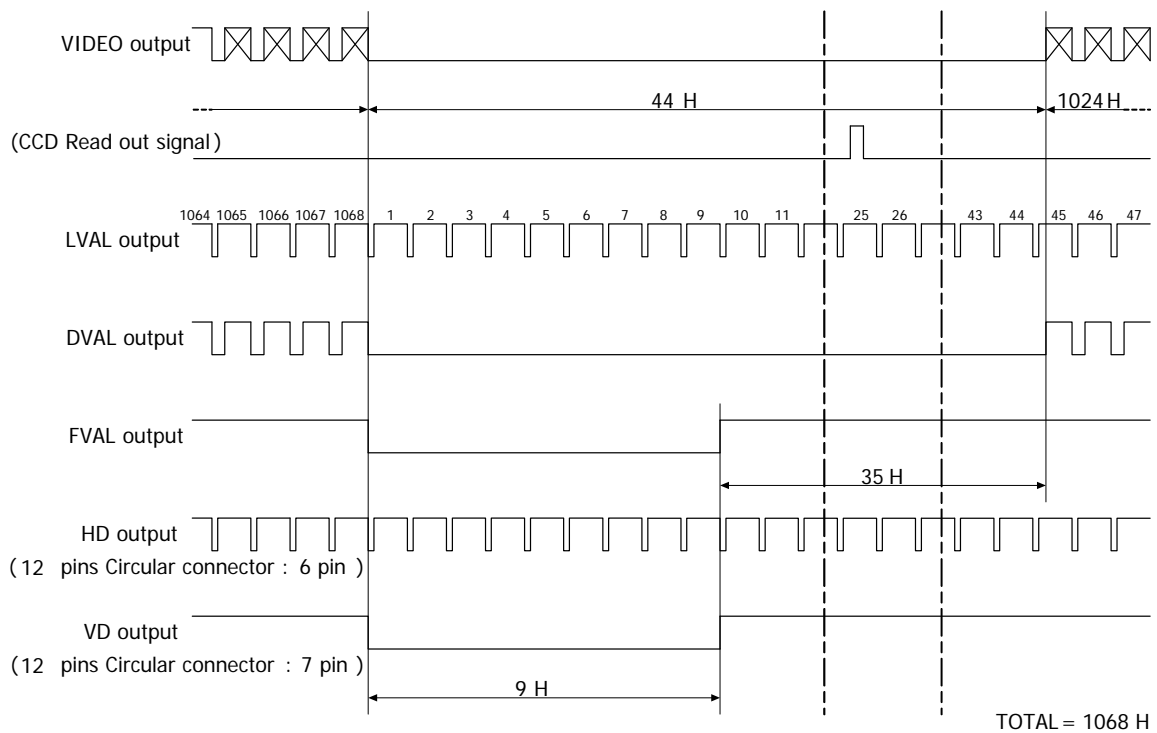 VIDEO output
44 H
1024 H
(CCD Read out signal)
1064 1065 1066 1067 1068 1 2 3 4 5 6 7 8 9 10 11 25 26 43 44 45 46 47
LVAL output
DVAL output
FVAL output
35 H
HD output
(12 pins Circular connector : 6 pin )
VD output
(12 pins Circular connector : 7 pin )
9 H
TOTAL = 1068 H